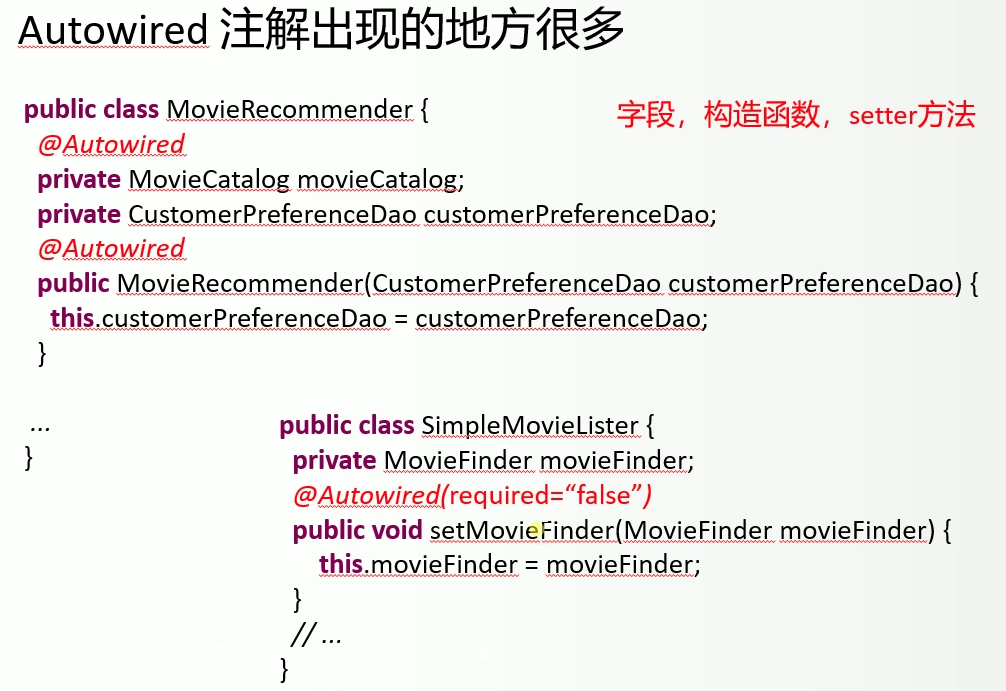 Autowired 注解出现的地方很多
public class MovieRecommender {
字段，构造函数，setter方法
@Autowired
private MovieCatalog movieCatalog;
private CustomerPreferenceDao customerPreferenceDao;
@Autowired
public MovieRecommender(CustomerPreferenceDao customerPreferenceDao) {
this.customerPreferenceDao = customerPreferenceDao;
}
...
}
public class SimpleMovieLister {
private MovieFinder movieFinder;
@Autowired(required=“false”)
public void setMovieFinder(MovieFinder movieFinder) {
this.movieFinder = movieFinder;
}
// ...
}